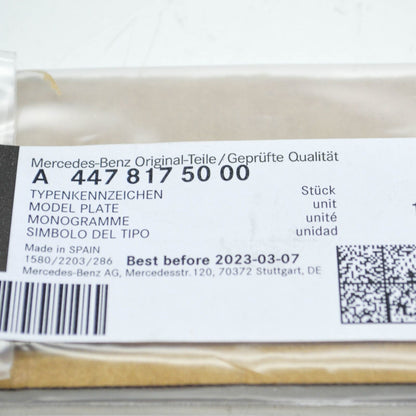 Mercedes-Benz Original-Teile/Geprüfte Qualität
A 447 817 50 00
TYPENKENNZEICHEN Stück
MODEL PLATE unit
MONOGRAMME unité
SIMBOLO DEL TIPO unidad
Made in SPAIN
1580/2203/286 Best before 2023-03-07
Mercedes-Benz AG, Mercedesstr.120, 70372 Stuttgart, DE